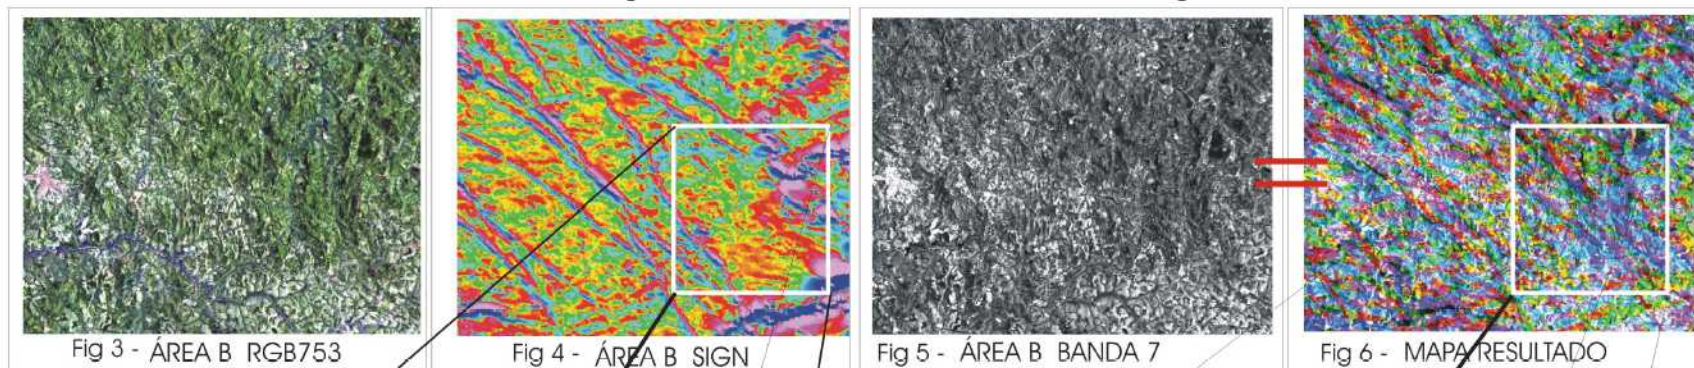 Fig 3 - ÁREA B RGB753
Fig 4 - ÁREA B SIGN
Fig 5 - ÁREA B BANDA 7
Fig 6 - MAPA RESULTADO